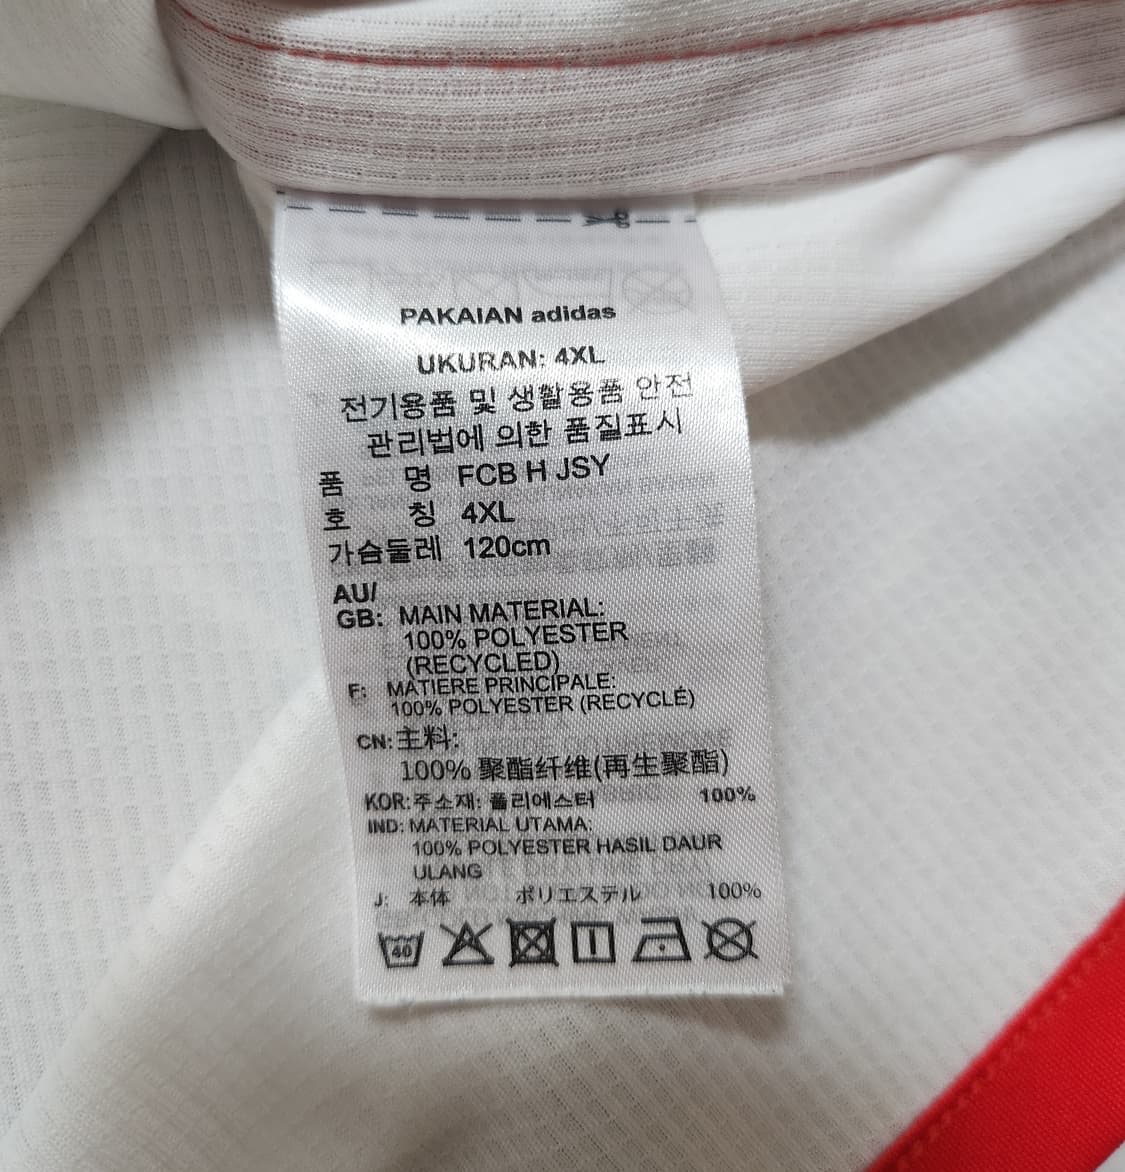 PAKAIAN adidas
UKURAN: 4XL
전기용품 및 생활용품 안전
관리법에 의한 품질표시
품 명 FCB H JSY
호 칭 4XL
가슴둘레 120cm
AU/
GB: MAIN MATERIAL:
100% POLYESTER
(RECYCLED)
F: MATIERE PRINCIPALE:
100% POLYESTER (RECYCLÉ)
CN: 主料:
100% 聚酯纤维(再生聚酯)
KOR: 주소재: 폴리에스터 100%
IND: MATERIAL UTAMA:
100% POLYESTER HASIL DAUR
ULANG
J: 本体 ポリエステル 100%
40